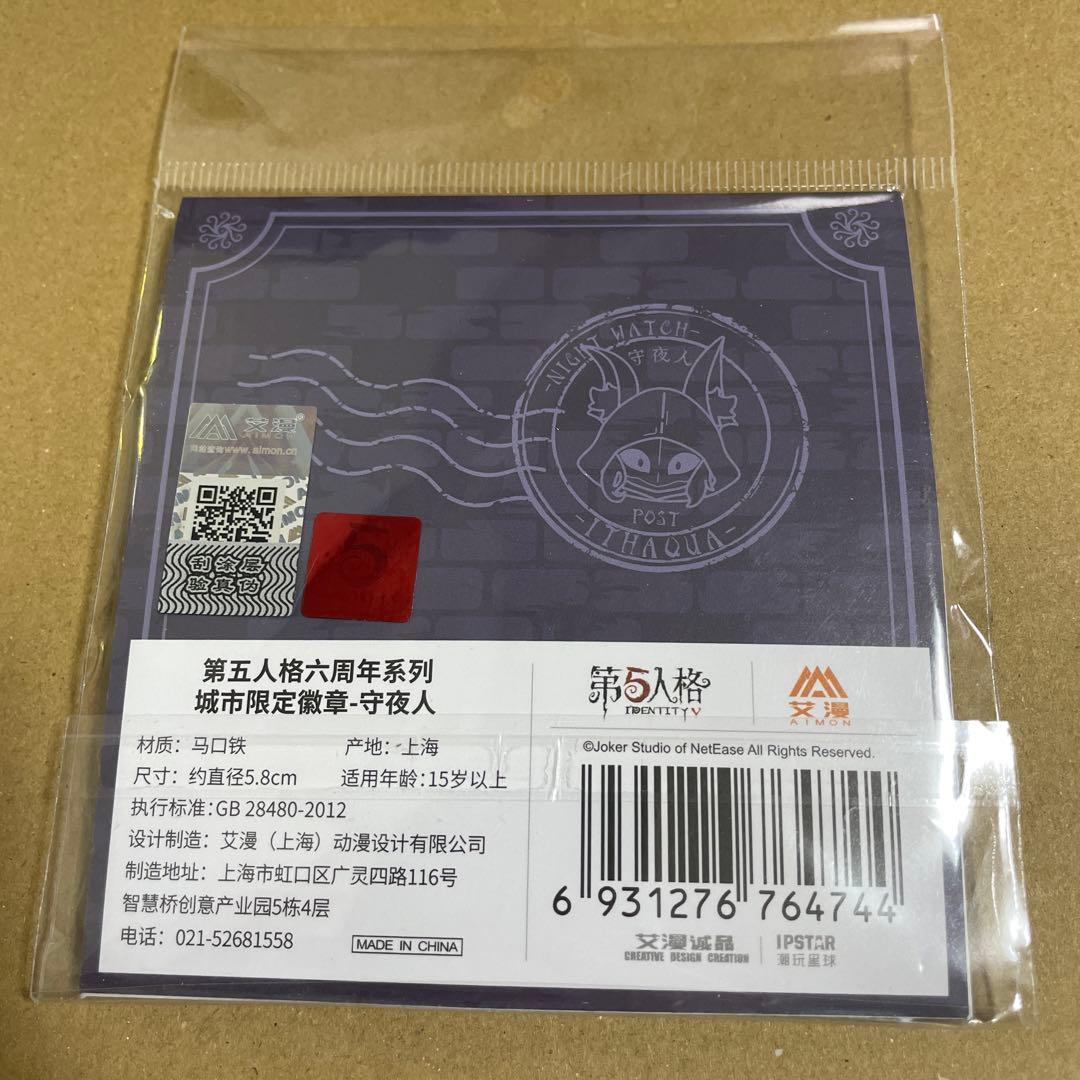 -NIGHT WATCH-
守夜人
POST
-ITHAQUA-
艾漫®
AIMON
www.aimon.cn
刮涂层
验真伪
5
第五人格六周年系列
城市限定徽章-守夜人
材质：马口铁
产地：上海
尺寸：约直径5.8cm
适用年龄：15岁以上
执行标准：GB 28480-2012
设计制造：艾漫（上海）动漫设计有限公司
制造地址：上海市虹口区广灵四路116号
智慧桥创意产业园5栋4层
电话：021-52681558
MADE IN CHINA
第5人格
IDENTITY V
艾漫
AIMON
©Joker Studio of NetEase All Rights Reserved.
6 931276 764744
艾漫诚品
CREATIVE DESIGN CREATION
IPSTAR
潮玩星球